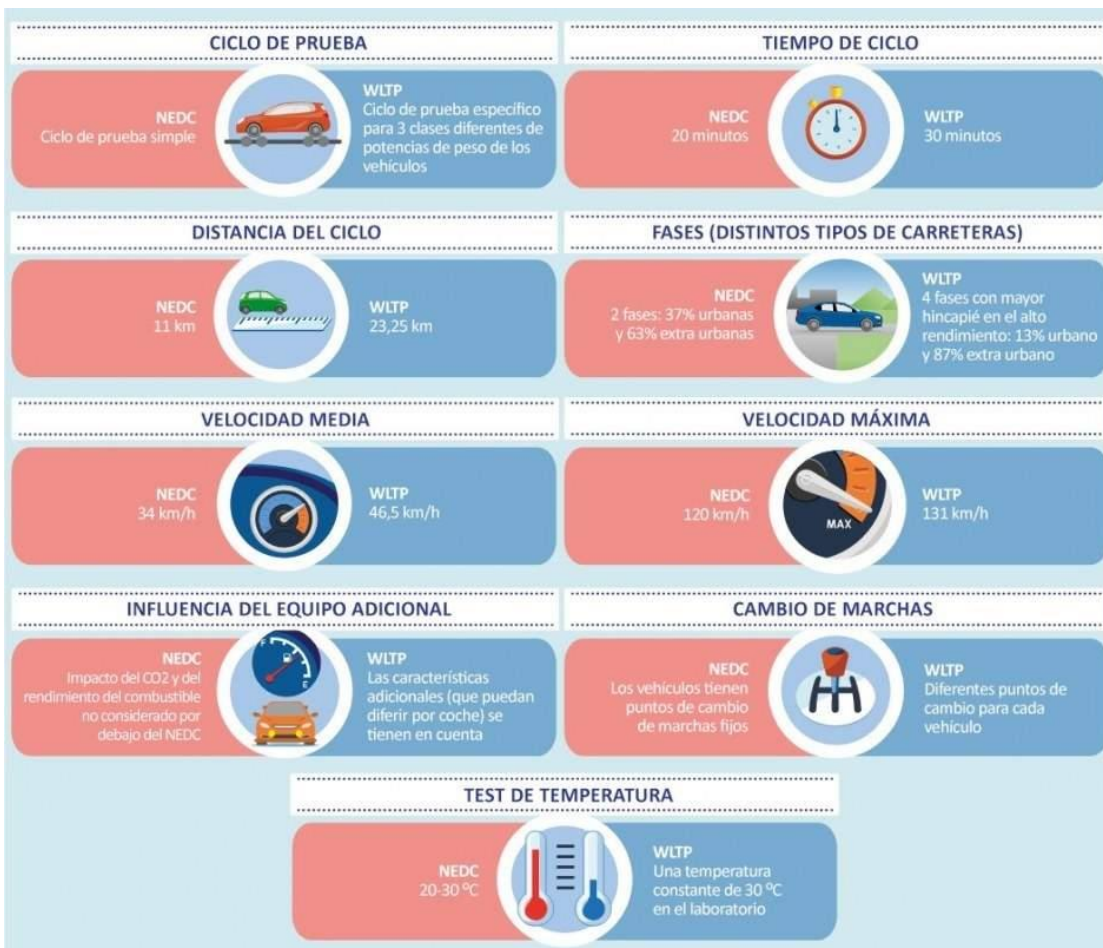 CICLO DE PRUEBA
NEDC
Ciclo de prueba simple
WLTP
Ciclo de prueba específico
para 3 clases diferentes de
potencias de peso de los
vehículos
TIEMPO DE CICLO
NEDC
20 minutos
WLTP
30 minutos
DISTANCIA DEL CICLO
NEDC
11 km
WLTP
23,25 km
FASES (DISTINTOS TIPOS DE CARRETERAS)
NEDC
2 fases: 37% urbanas
y 63% extra urbanas
WLTP
4 fases con mayor
hincapié en el alto
rendimiento: 13% urbano
y 87% extra urbano
VELOCIDAD MEDIA
NEDC
34 km/h
WLTP
46,5 km/h
VELOCIDAD MÁXIMA
NEDC
120 km/h
MAX
WLTP
131 km/h
INFLUENCIA DEL EQUIPO ADICIONAL
NEDC
Impacto del CO2 y del
rendimiento del combustible
no considerado por
debajo del NEDC
F
E
WLTP
Las características
adicionales (que puedan
diferir por coche) se
tienen en cuenta
CAMBIO DE MARCHAS
NEDC
Los vehículos tienen
puntos de cambio
de marchas fijos
WLTP
Diferentes puntos de
cambio para cada
vehículo
TEST DE TEMPERATURA
NEDC
20-30 ºC
WLTP
Una temperatura
constante de 30 ºC
en el laboratorio